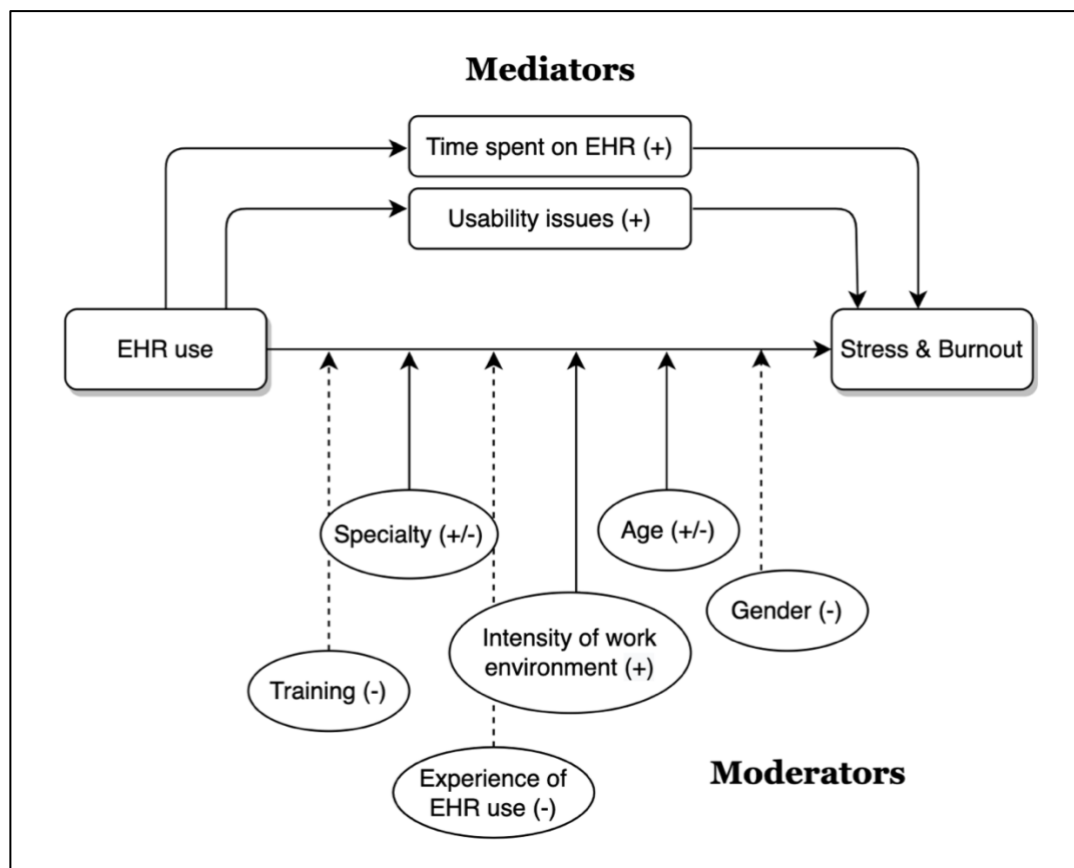 Mediators
Time spent on EHR (+)
Usability issues (+)
EHR use
Stress & Burnout
Specialty (+/-)
Age (+/-)
Gender (-)
Intensity of work
environment (+)
Training (-)
Experience of
EHR use (-)
Moderators